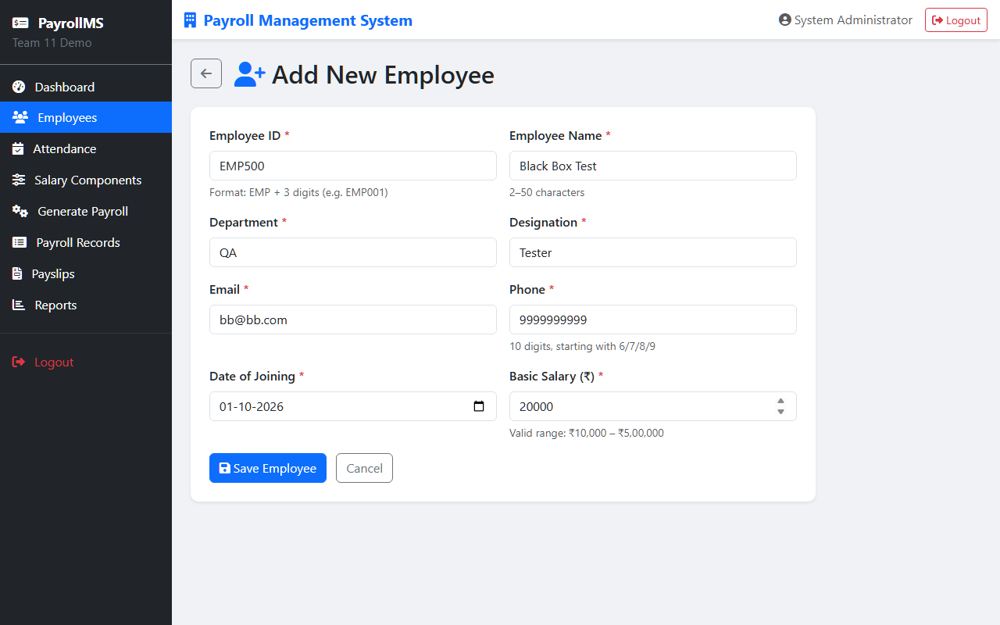 PayrollMS
Team 11 Demo
Dashboard
Employees
Attendance
Salary Components
Generate Payroll
Payroll Records
Payslips
Reports
Logout
Payroll Management System
System Administrator
Logout
Add New Employee
Employee ID *
EMP500
Format: EMP + 3 digits (e.g. EMP001)
Employee Name *
Black Box Test
2–50 characters
Department *
QA
Designation *
Tester
Email *
bb@bb.com
Phone *
9999999999
10 digits, starting with 6/7/8/9
Date of Joining *
01-10-2026
Basic Salary (₹) *
20000
Valid range: ₹10,000 – ₹5,00,000
Save Employee
Cancel